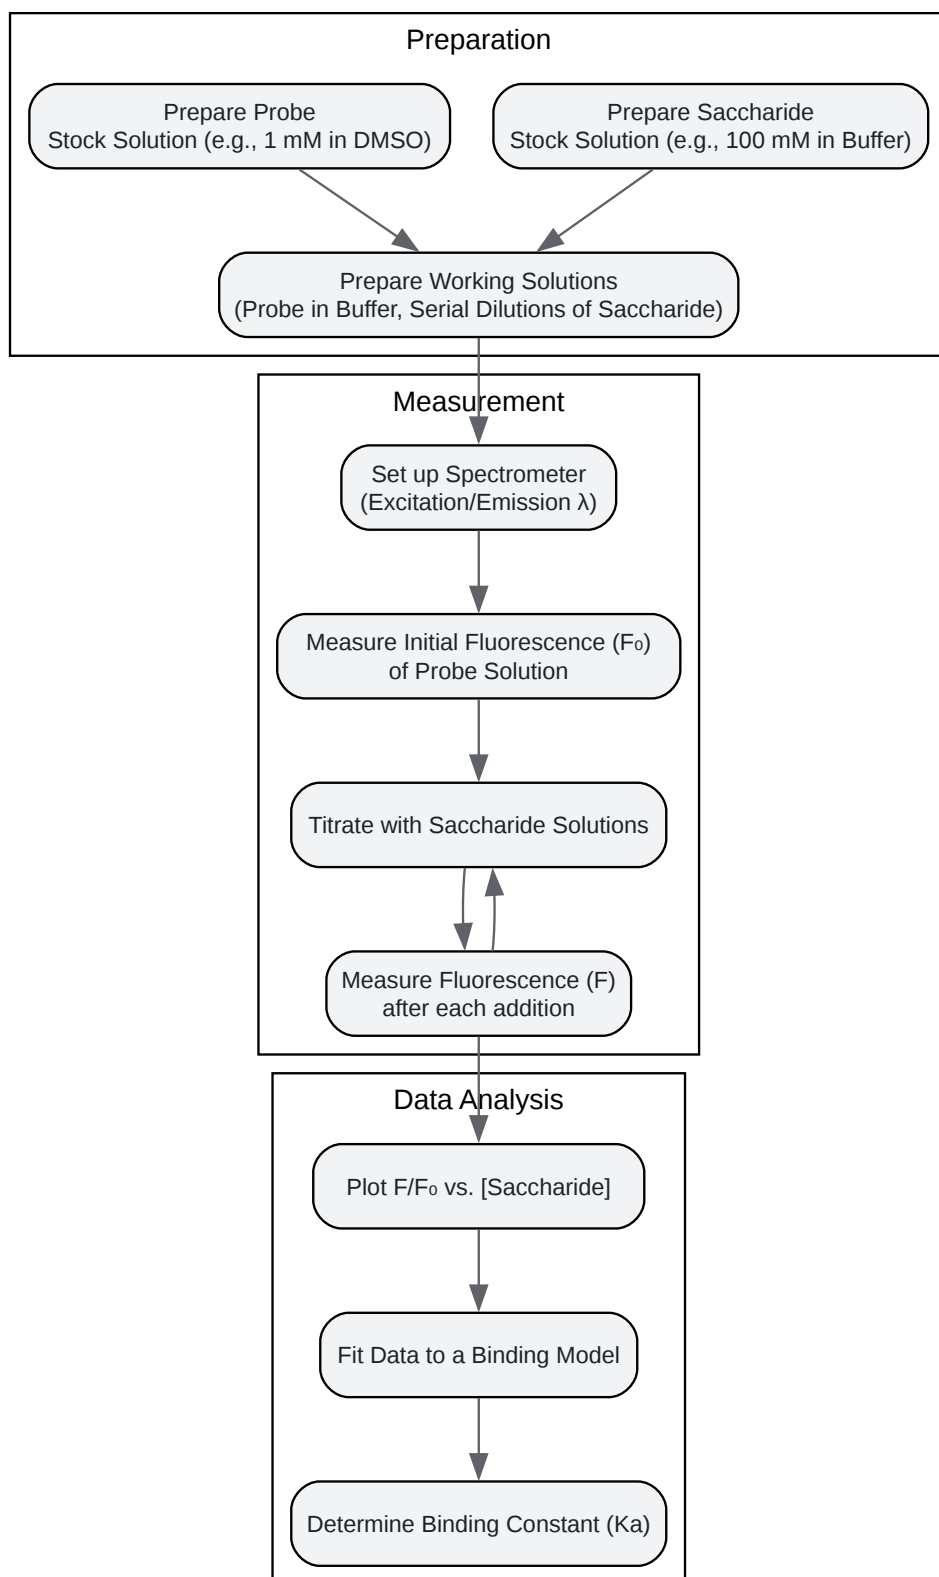 Preparation
Prepare Probe
Stock Solution (e.g., 1 mM in DMSO)
Prepare Saccharide
Stock Solution (e.g., 100 mM in Buffer)
Prepare Working Solutions
(Probe in Buffer, Serial Dilutions of Saccharide)
Measurement
Set up Spectrometer
(Excitation/Emission λ)
Measure Initial Fluorescence (F₀)
of Probe Solution
Titrate with Saccharide Solutions
Measure Fluorescence (F)
after each addition
Data Analysis
Plot F/F₀ vs. [Saccharide]
Fit Data to a Binding Model
Determine Binding Constant (Ka)